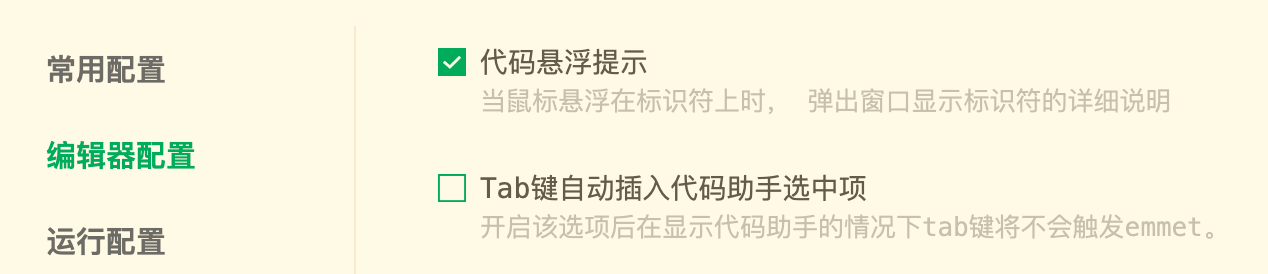 常用配置
编辑器配置
运行配置
代码悬浮提示
当鼠标悬浮在标识符上时， 弹出窗口显示标识符的详细说明
Tab键自动插入代码助手选中项
开启该选项后在显示代码助手的情况下tab键将不会触发emmet。